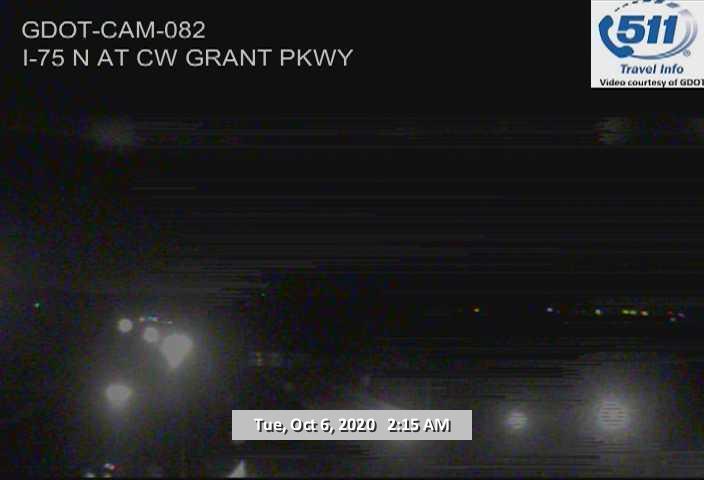 GDOT-CAM-082
I-75 N AT CW GRANT PKWY
511
®
Travel Info
Video courtesy of GDOT
Tue, Oct 6, 2020 2:15 AM